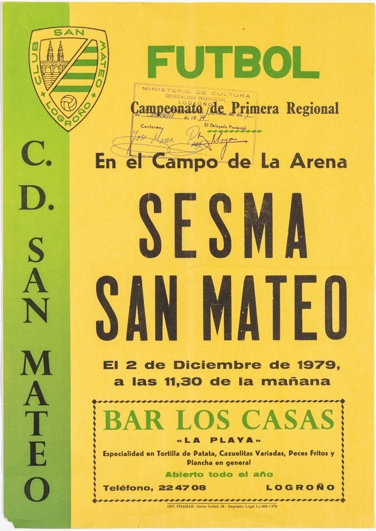 SAN
CLUB
MATEO
LOGROÑO
C. D. SAN MATEO
FUTBOL
MINISTERIO DE CULTURA
Campeonato de Primera Regional
En el Campo de La Arena
SESMA
SAN MATEO
El 2 de Diciembre de 1979,
a las 11,30 de la mañana
BAR LOS CASAS
«LA PLAYA»
Especialidad en Tortilla de Patata, Cazuelitas Variadas, Peces Fritos y
Plancha en general
Abierto todo el año
Teléfono, 224708 LOGROÑO